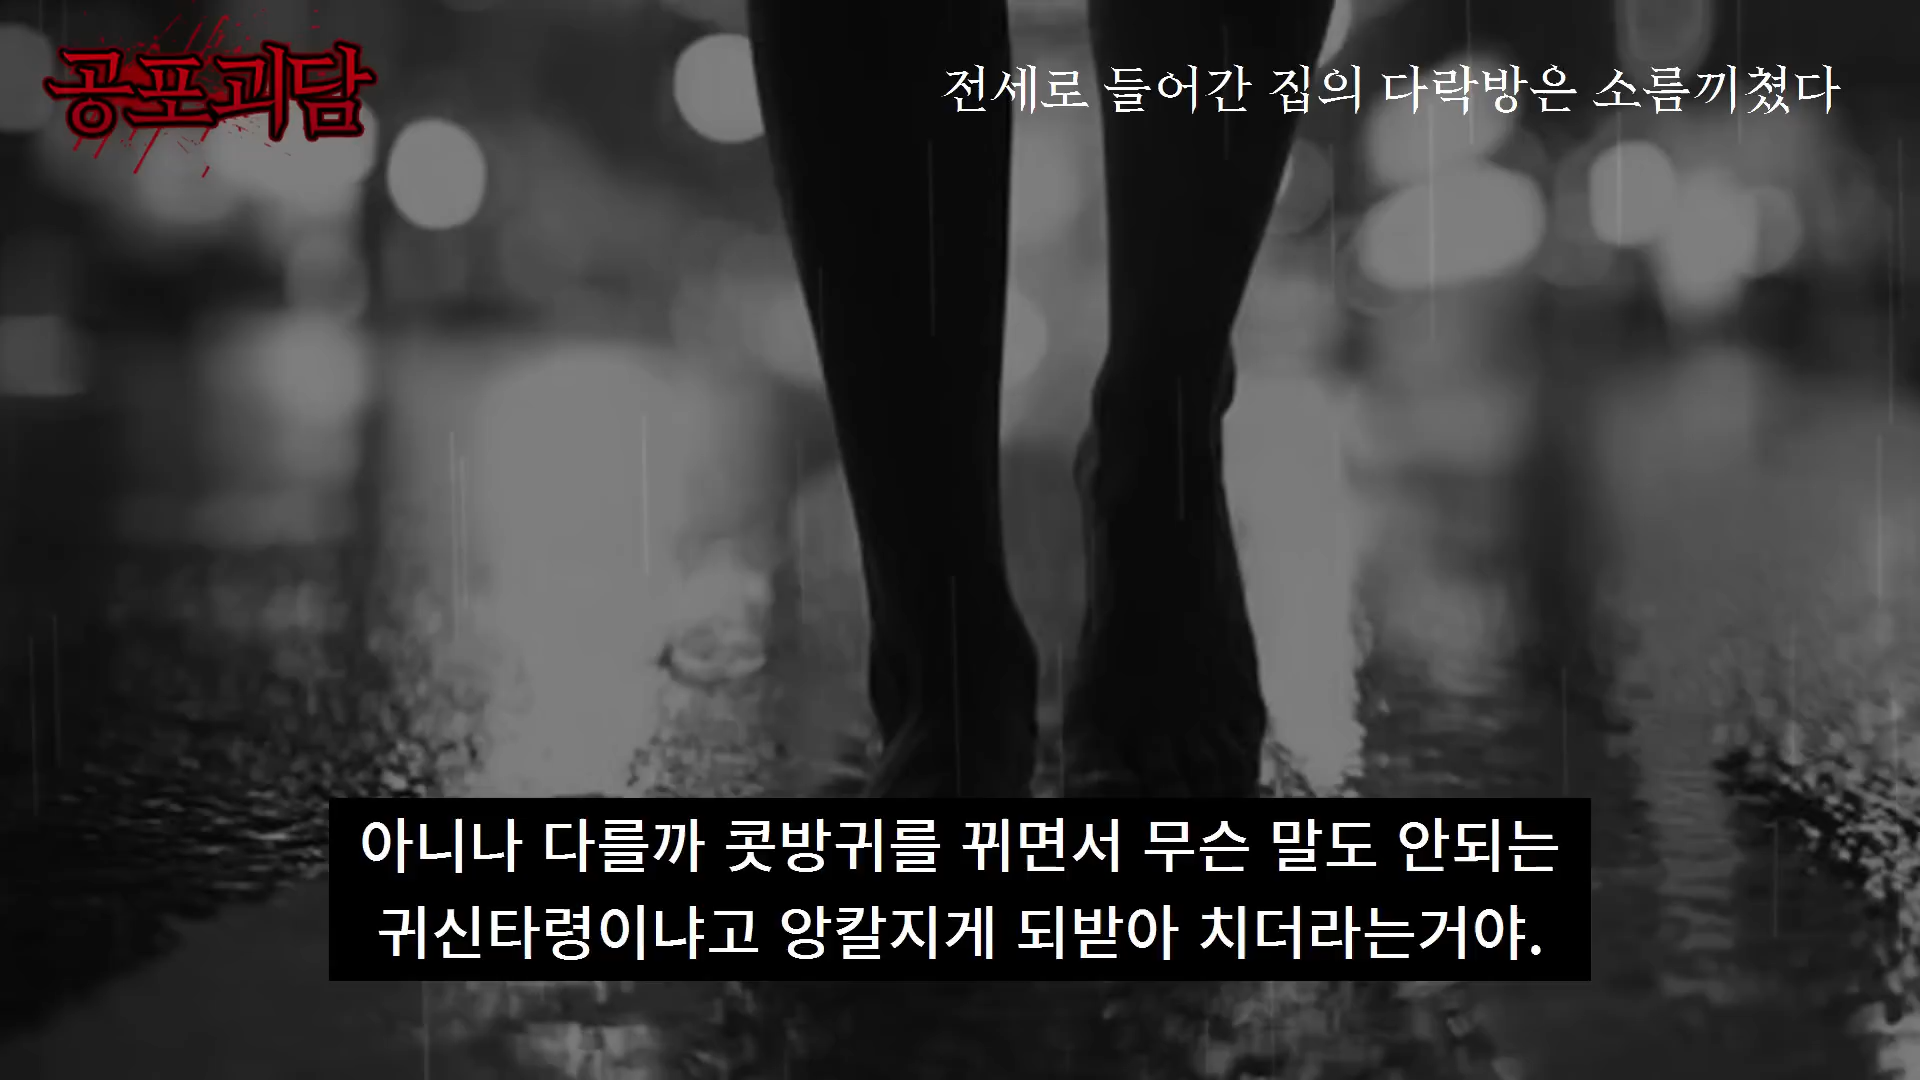 공포괴담
전세로 들어간 집의 다락방은 소름끼쳤다
아니나 다를까 콧방귀를 뀌면서 무슨 말도 안되는
귀신타령이냐고 앙칼지게 되받아 치더라는거야.